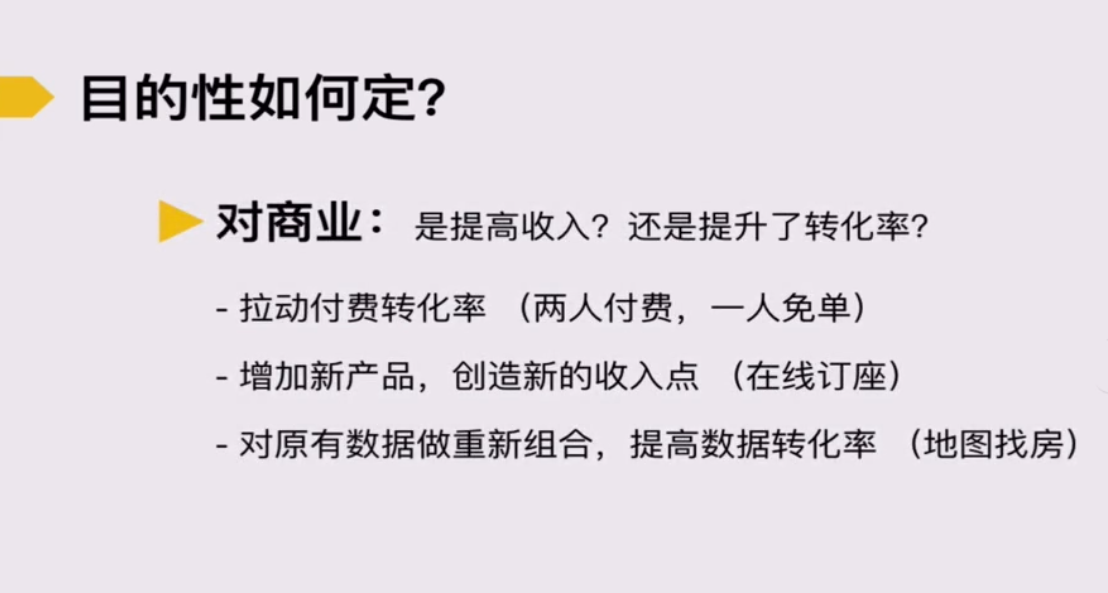 目的性如何定?
对商业：是提高收入? 还是提升了转化率?
- 拉动付费转化率 （两人付费，一人免单）
- 增加新产品，创造新的收入点 （在线订座）
- 对原有数据做重新组合，提高数据转化率 （地图找房）